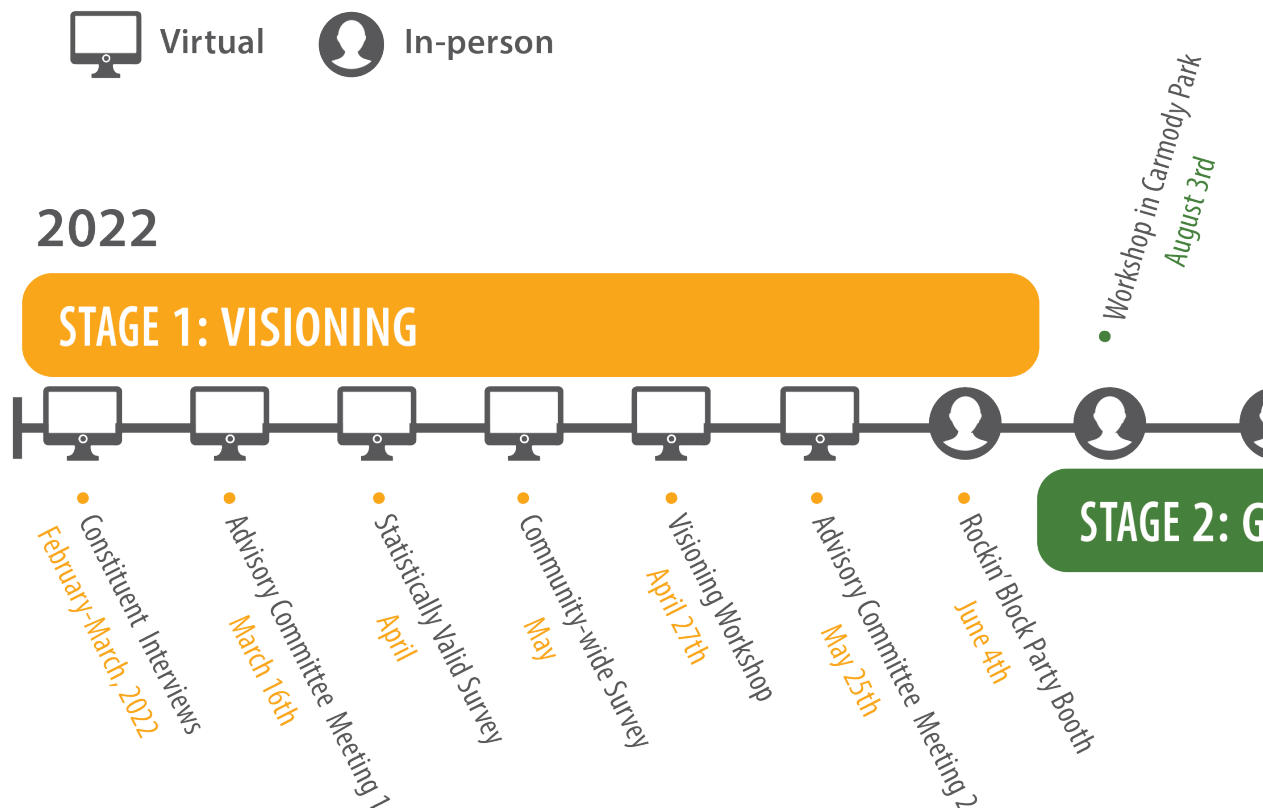 Virtual
In-person
Workshop in Carmody Park
August 3rd
2022
STAGE 1: VISIONING
STAGE 2: G
Constituent Interviews
February-March, 2022
Advisory Committee Meeting 1
March 16th
Statistically Valid Survey
April
Community-wide Survey
May
Visioning Workshop
April 27th
Advisory Committee Meeting 2
May 25th
Rockin' Block Party Booth
June 4th